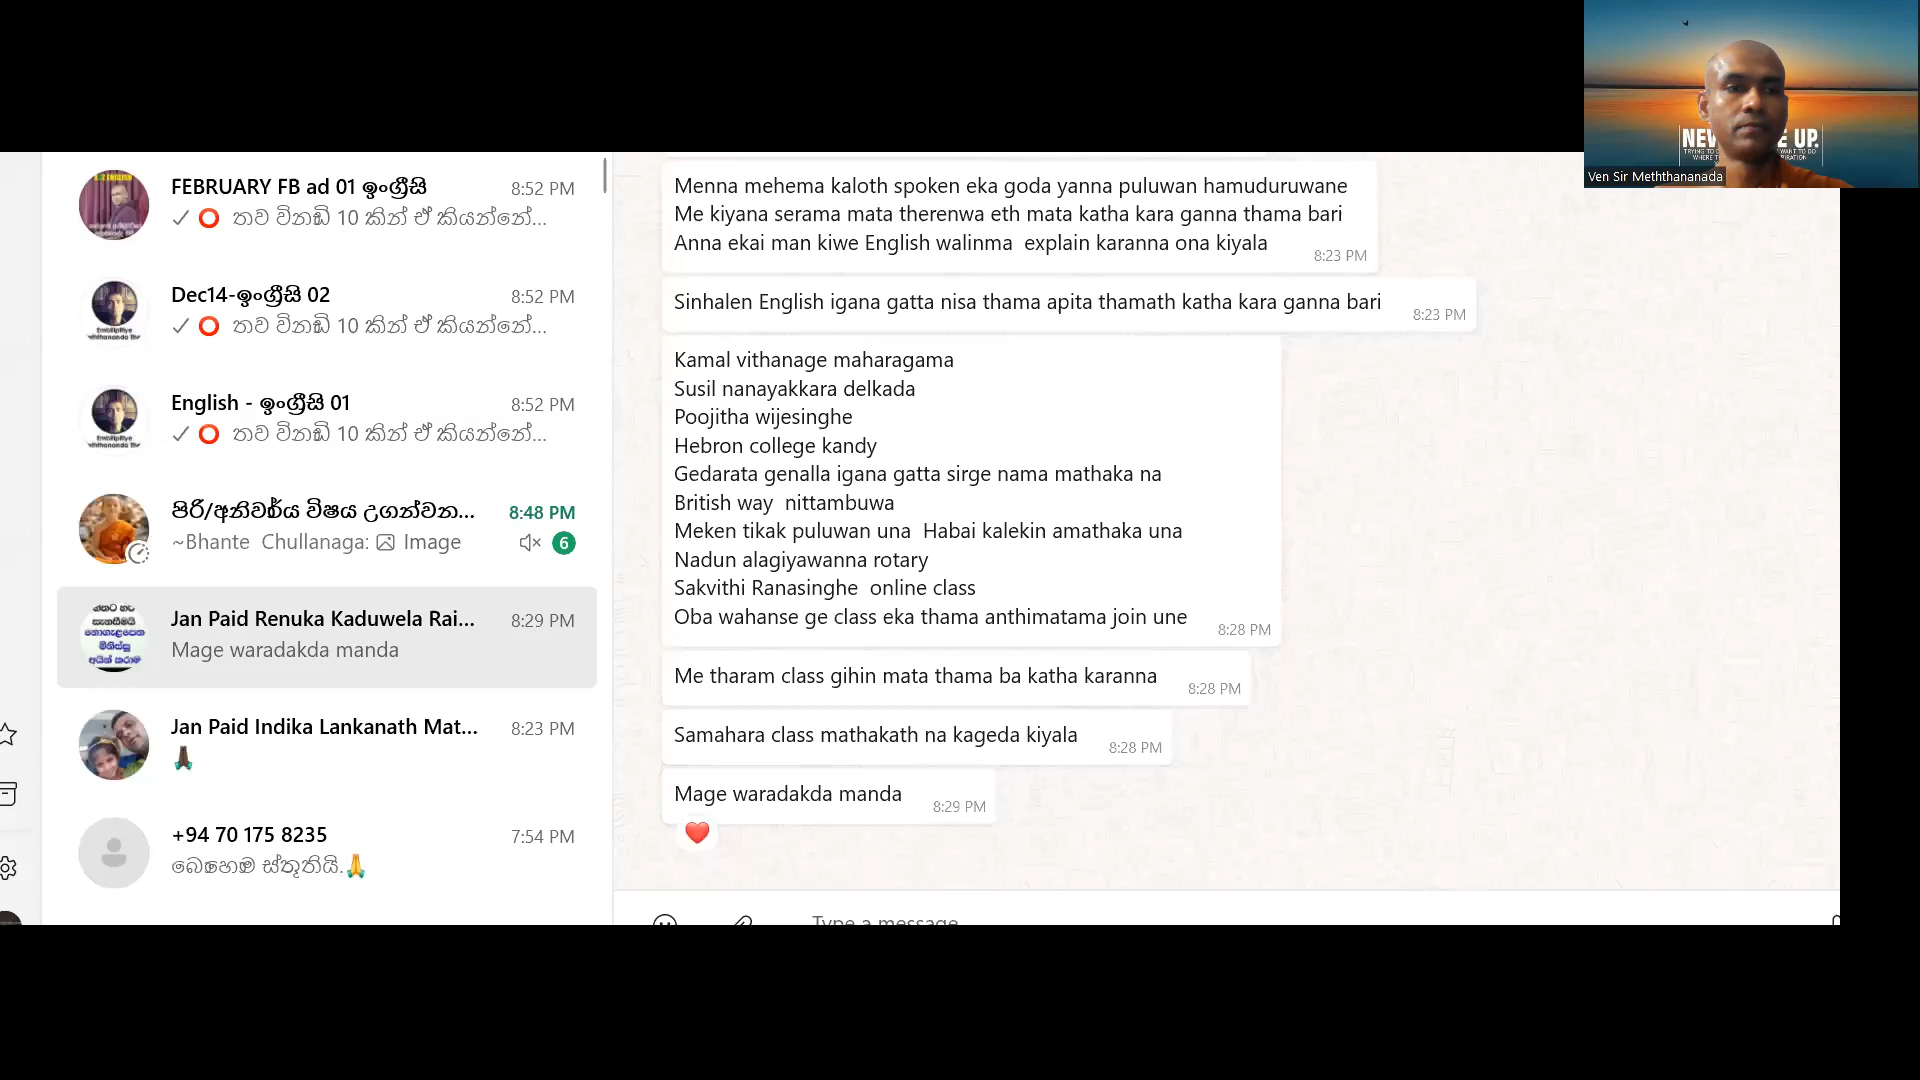 FEBRUARY FB ad 01 ඉංග්‍රීසි
8:52 PM
තව විනාඩි 10 කින් ඒ කියන්නේ...
Dec14-ඉංග්‍රීසි 02
8:52 PM
තව විනාඩි 10 කින් ඒ කියන්නේ...
English - ඉංග්‍රීසි 01
8:52 PM
තව විනාඩි 10 කින් ඒ කියන්නේ...
පිරි/අනිවාර්ය විෂය උගන්වන...
8:48 PM
~Bhante Chullanaga: Image
6
Jan Paid Renuka Kaduwela Rai...
8:29 PM
Mage waradakda manda
Jan Paid Indika Lankanath Mat...
8:23 PM
+94 70 175 8235
7:54 PM
බොහොම ස්තූතියි.
Menna mehema kaloth spoken eka goda yanna puluwan hamuduruwane
Me kiyana serama mata therenwa eth mata katha kara ganna thama bari
Anna ekai man kiwe English walinma explain karanna ona kiyala
8:23 PM
Sinhalen English igana gatta nisa thama apita thamath katha kara ganna bari
8:23 PM
Kamal vithanage maharagama
Susil nanayakkara delkada
Poojitha wijesinghe
Hebron college kandy
Gedarata genalla igana gatta sirge nama mathaka na
British way nittambuwa
Meken tikak puluwan una Habai kalekin amathaka una
Nadun alagiyawanna rotary
Sakvithi Ranasinghe online class
Oba wahanse ge class eka thama anthimatama join une
8:28 PM
Me tharam class gihin mata thama ba katha karanna
8:28 PM
Samahara class mathakath na kageda kiyala
8:28 PM
Mage waradakda manda
8:29 PM
Type a message
UP.
Ven Sir Meththananada